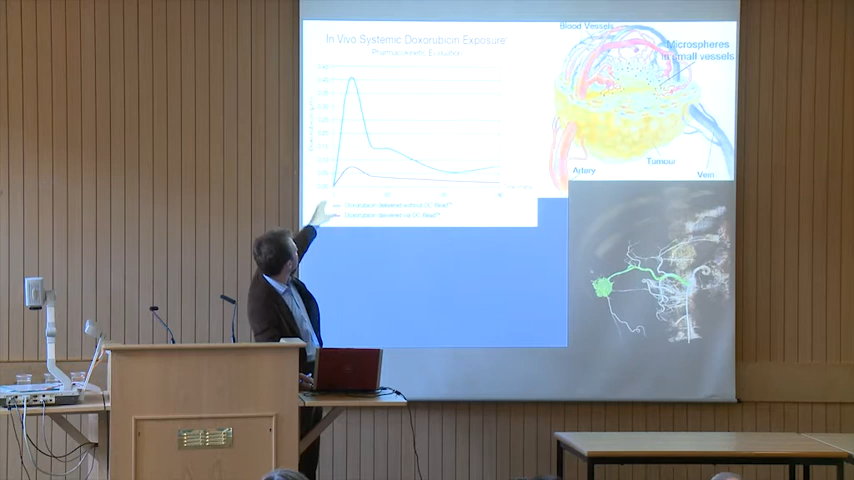 In Vivo Systemic Doxorubicin Exposure
Pharmacokinetic Evaluation
Doxorubicin delivered without DC Bead™
Doxorubicin delivered via DC Bead™
Blood Vessels
Microspheres
in small vessels
Tumour
Artery
Vein